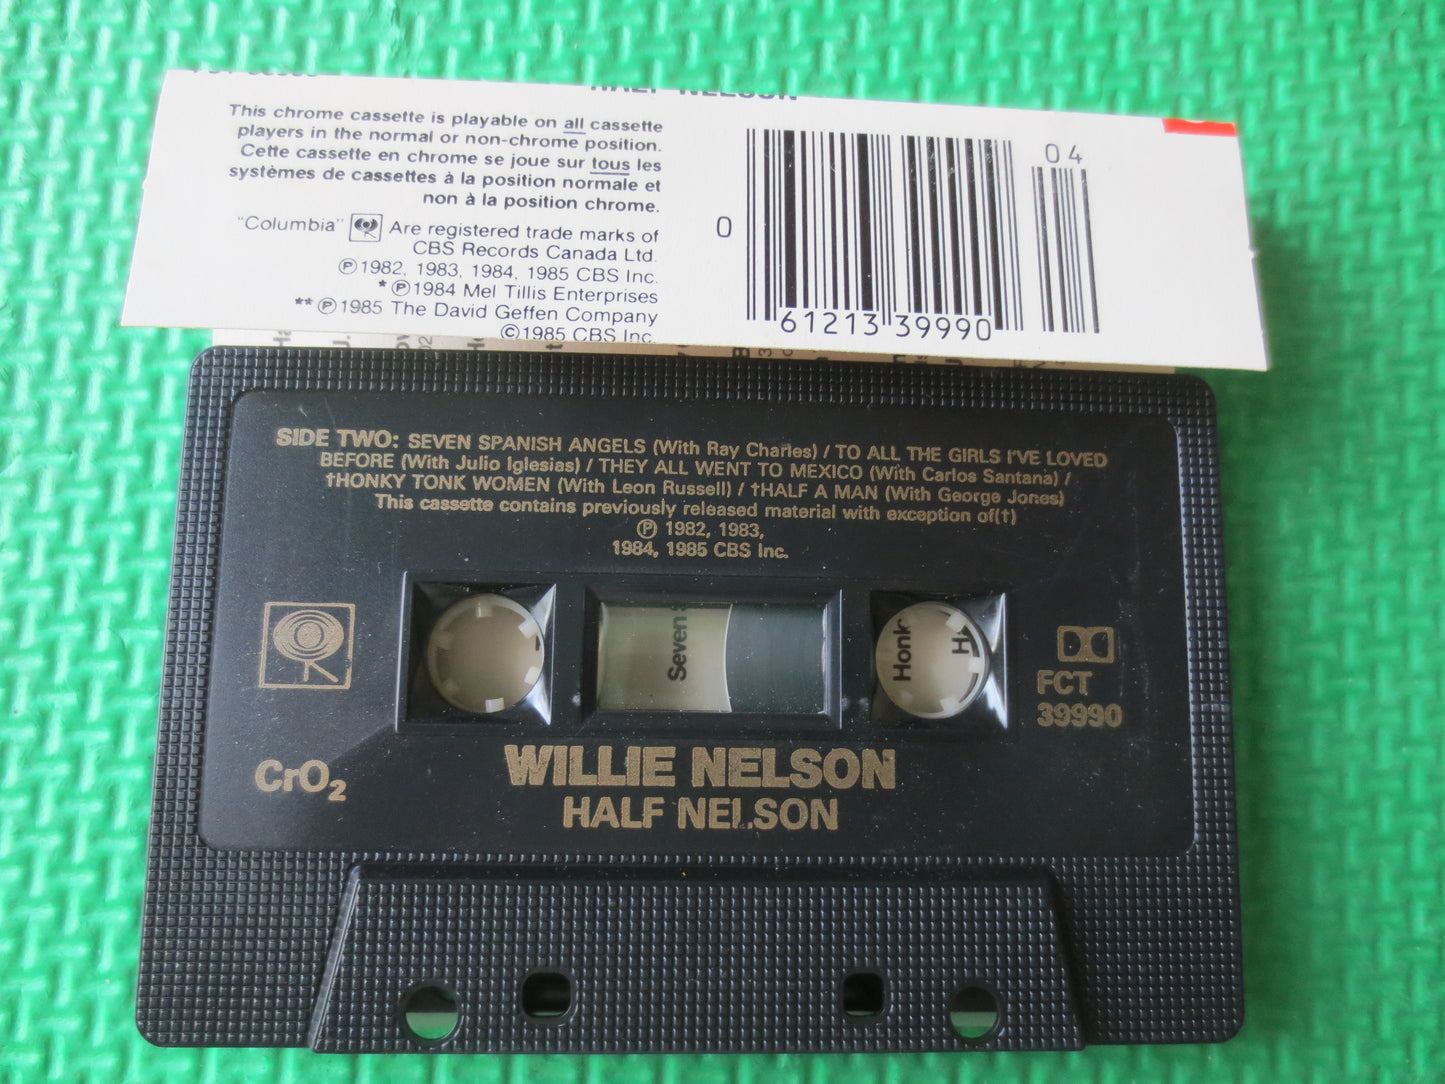 HALF NELSON
This chrome cassette is playable on all cassette
players in the normal or non-chrome position.
Cette cassette en chrome se joue sur tous les
systèmes de cassettes à la position normale et
non à la position chrome.
"Columbia" Are registered trade marks of
CBS Records Canada Ltd.
℗ 1982, 1983, 1984, 1985 CBS Inc.
* ℗ 1984 Mel Tillis Enterprises
** ℗ 1985 The David Geffen Company
© 1985 CBS Inc.
04
0
61213 39990
SIDE TWO: SEVEN SPANISH ANGELS (With Ray Charles) / TO ALL THE GIRLS I'VE LOVED
BEFORE (With Julio Iglesias) / THEY ALL WENT TO MEXICO (With Carlos Santana) /
†HONKY TONK WOMEN (With Leon Russell) / †HALF A MAN (With George Jones)
This cassette contains previously released material with exception of(†)
℗ 1982, 1983,
1984, 1985 CBS Inc.
Seven
Honk
FCT
39990
CrO2
WILLIE NELSON
HALF NELSON